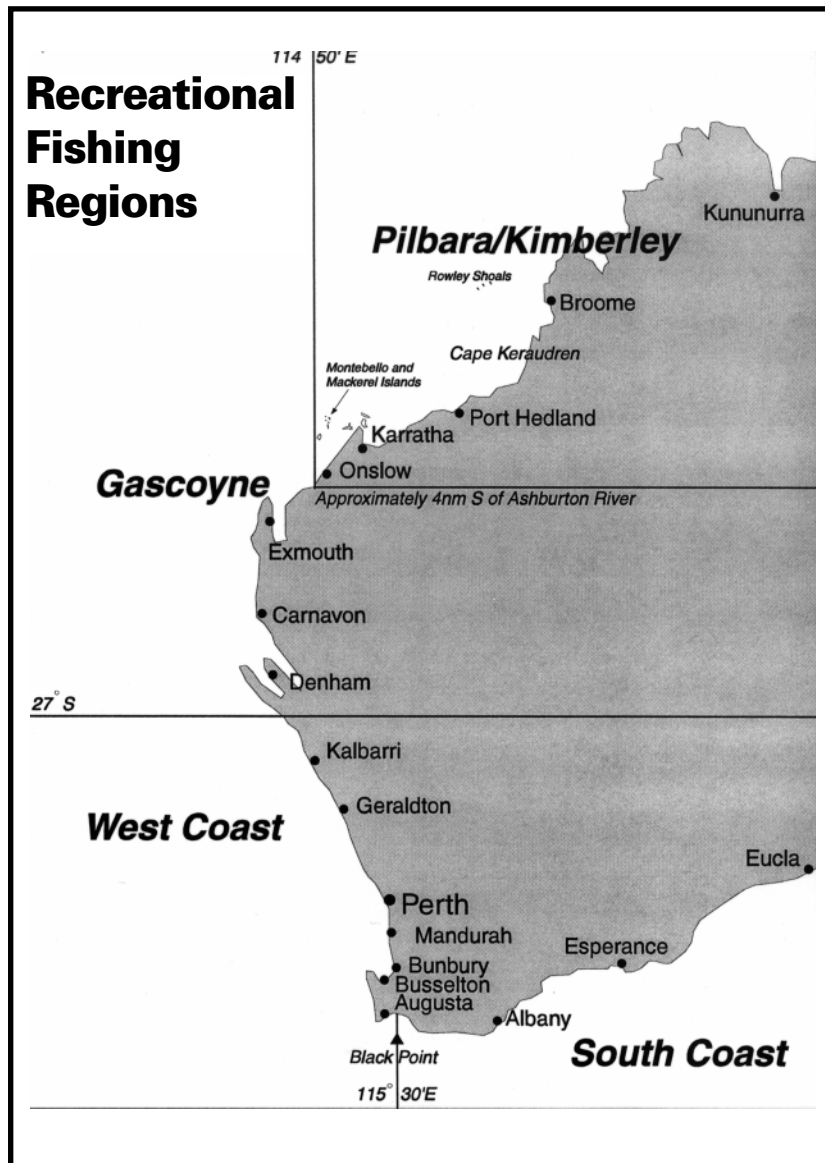 114 50' E
Recreational
Fishing
Regions
Kununurra
Pilbara/Kimberley
Rowley Shoals
Broome
Cape Keraudren
Montebello and
Mackerel Islands
Port Hedland
Karratha
Onslow
Gascoyne
Approximately 4nm S of Ashburton River
Exmouth
Carnavon
Denham
27° S
Kalbarri
Geraldton
West Coast
Eucla
Perth
Mandurah
Esperance
Bunbury
Busselton
Augusta
Albany
Black Point
South Coast
115° 30'E